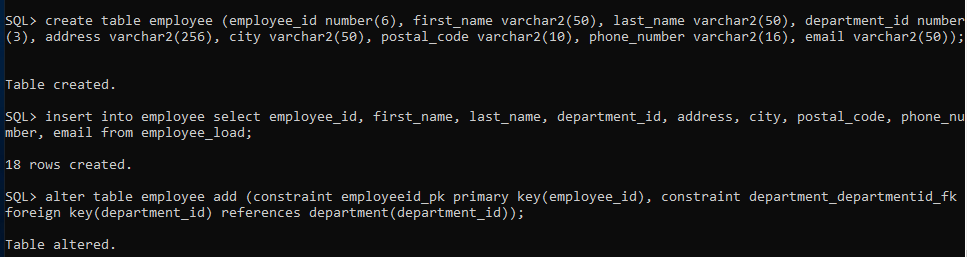 SQL> create table employee (employee_id number(6), first_name varchar2(50), last_name varchar2(50), department_id number
(3), address varchar2(256), city varchar2(50), postal_code varchar2(10), phone_number varchar2(16), email varchar2(50));
Table created.
SQL> insert into employee select employee_id, first_name, last_name, department_id, address, city, postal_code, phone_nu
mber, email from employee_load;
18 rows created.
SQL> alter table employee add (constraint employeeid_pk primary key(employee_id), constraint department_departmentid_fk
foreign key(department_id) references department(department_id));
Table altered.